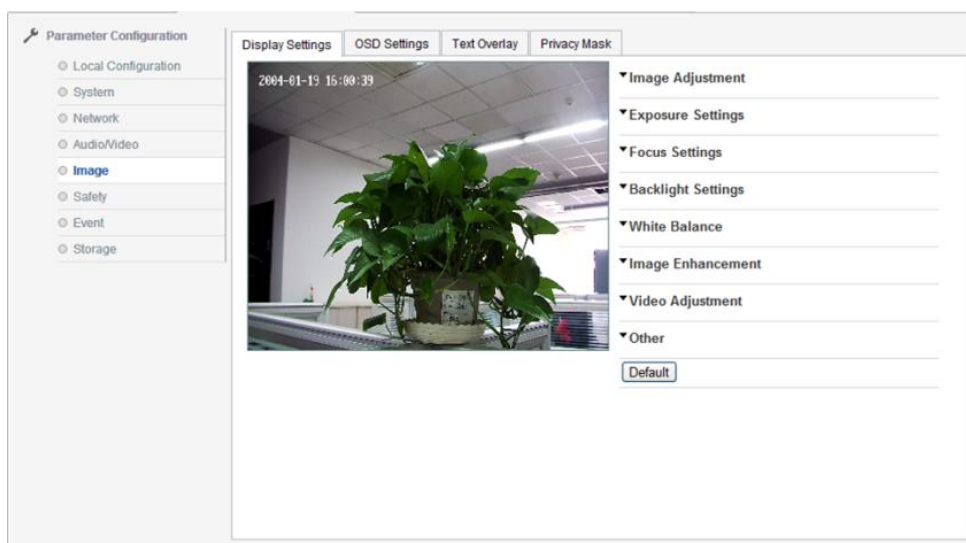 Parameter Configuration
Local Configuration
System
Network
Audio/Video
Image
Safety
Event
Storage
Display Settings
OSD Settings
Text Overlay
Privacy Mask
2004-01-19 16:00:39
Image Adjustment
Exposure Settings
Focus Settings
Backlight Settings
White Balance
Image Enhancement
Video Adjustment
Other
Default